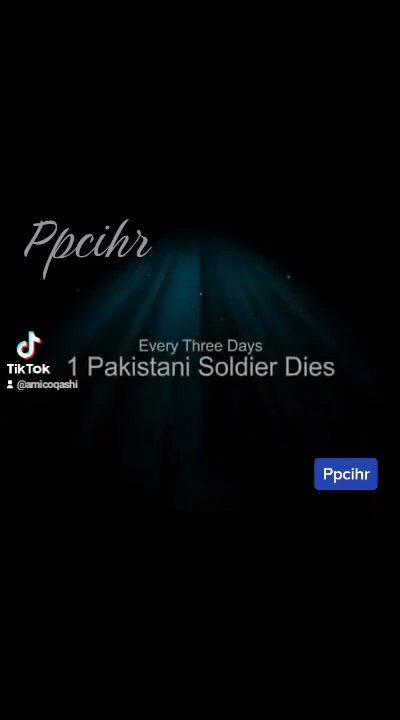 Ppcihr
Every Three Days
TikTok
1 Pakistani Soldier Dies
@amicoqashi
Ppcihr